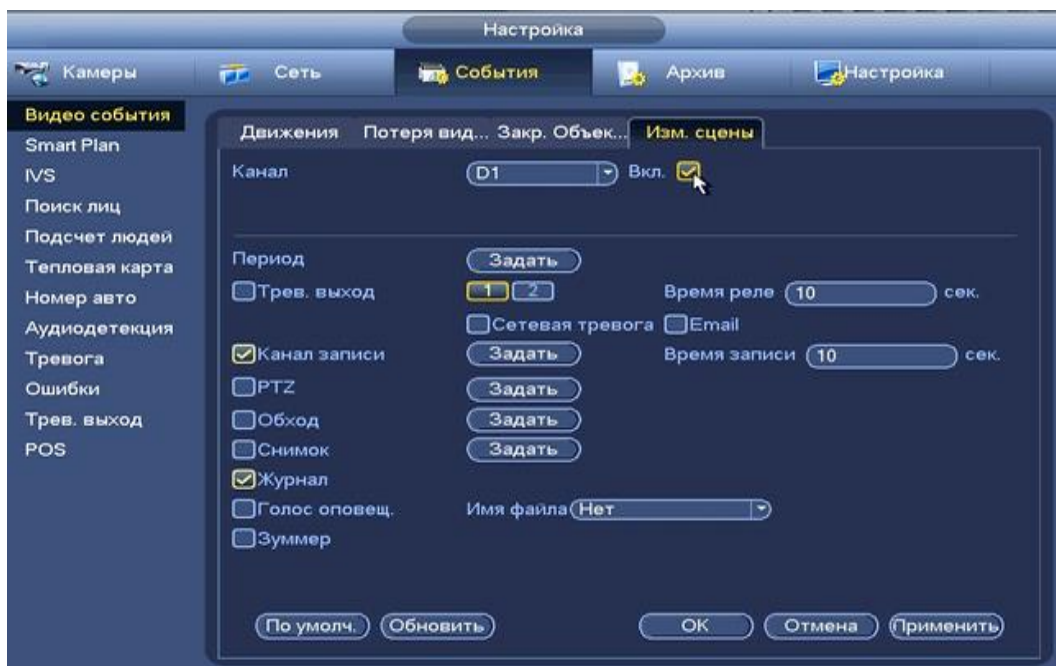 Настройка
Камеры Сеть События Архив Настройка
Видео события
Smart Plan
IVS
Поиск лиц
Подсчет людей
Тепловая карта
Номер авто
Аудиодетекция
Тревога
Ошибки
Трев. выход
POS
Движения Потеря вид... Закр. Объек... Изм. сцены
Канал D1 Вкл.
Период Задать
Трев. выход 1 2 Время реле 10 сек.
Сетевая тревога Email
Канал записи Задать Время записи 10 сек.
PTZ Задать
Обход Задать
Снимок Задать
Журнал
Голос оповещ. Имя файла Нет
Зуммер
По умолч. Обновить OK Отмена Применить